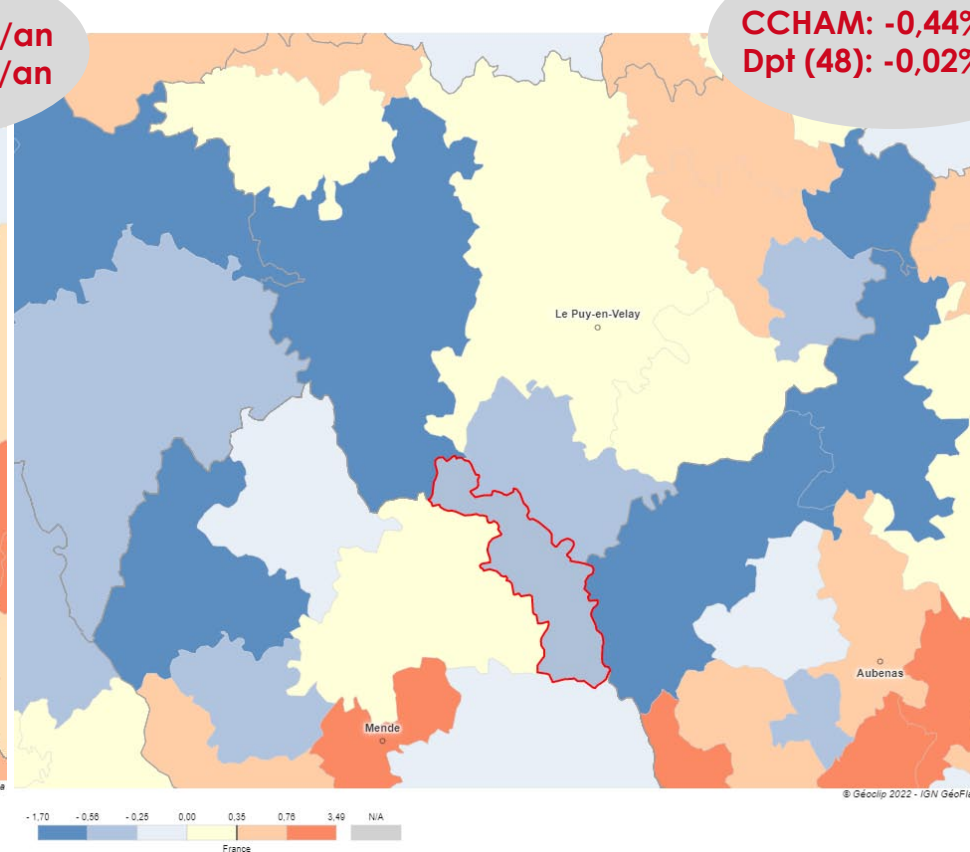 /an
/an
CCHAM: -0,44%
Dpt (48): -0,02%
Le Puy-en-Velay
Aubenas
Mende
a
© Géoclip 2022 - IGN GéoFla
- 1,70 - 0,56 - 0,25 0,00 0,35 0,76 3,49 N/A
France